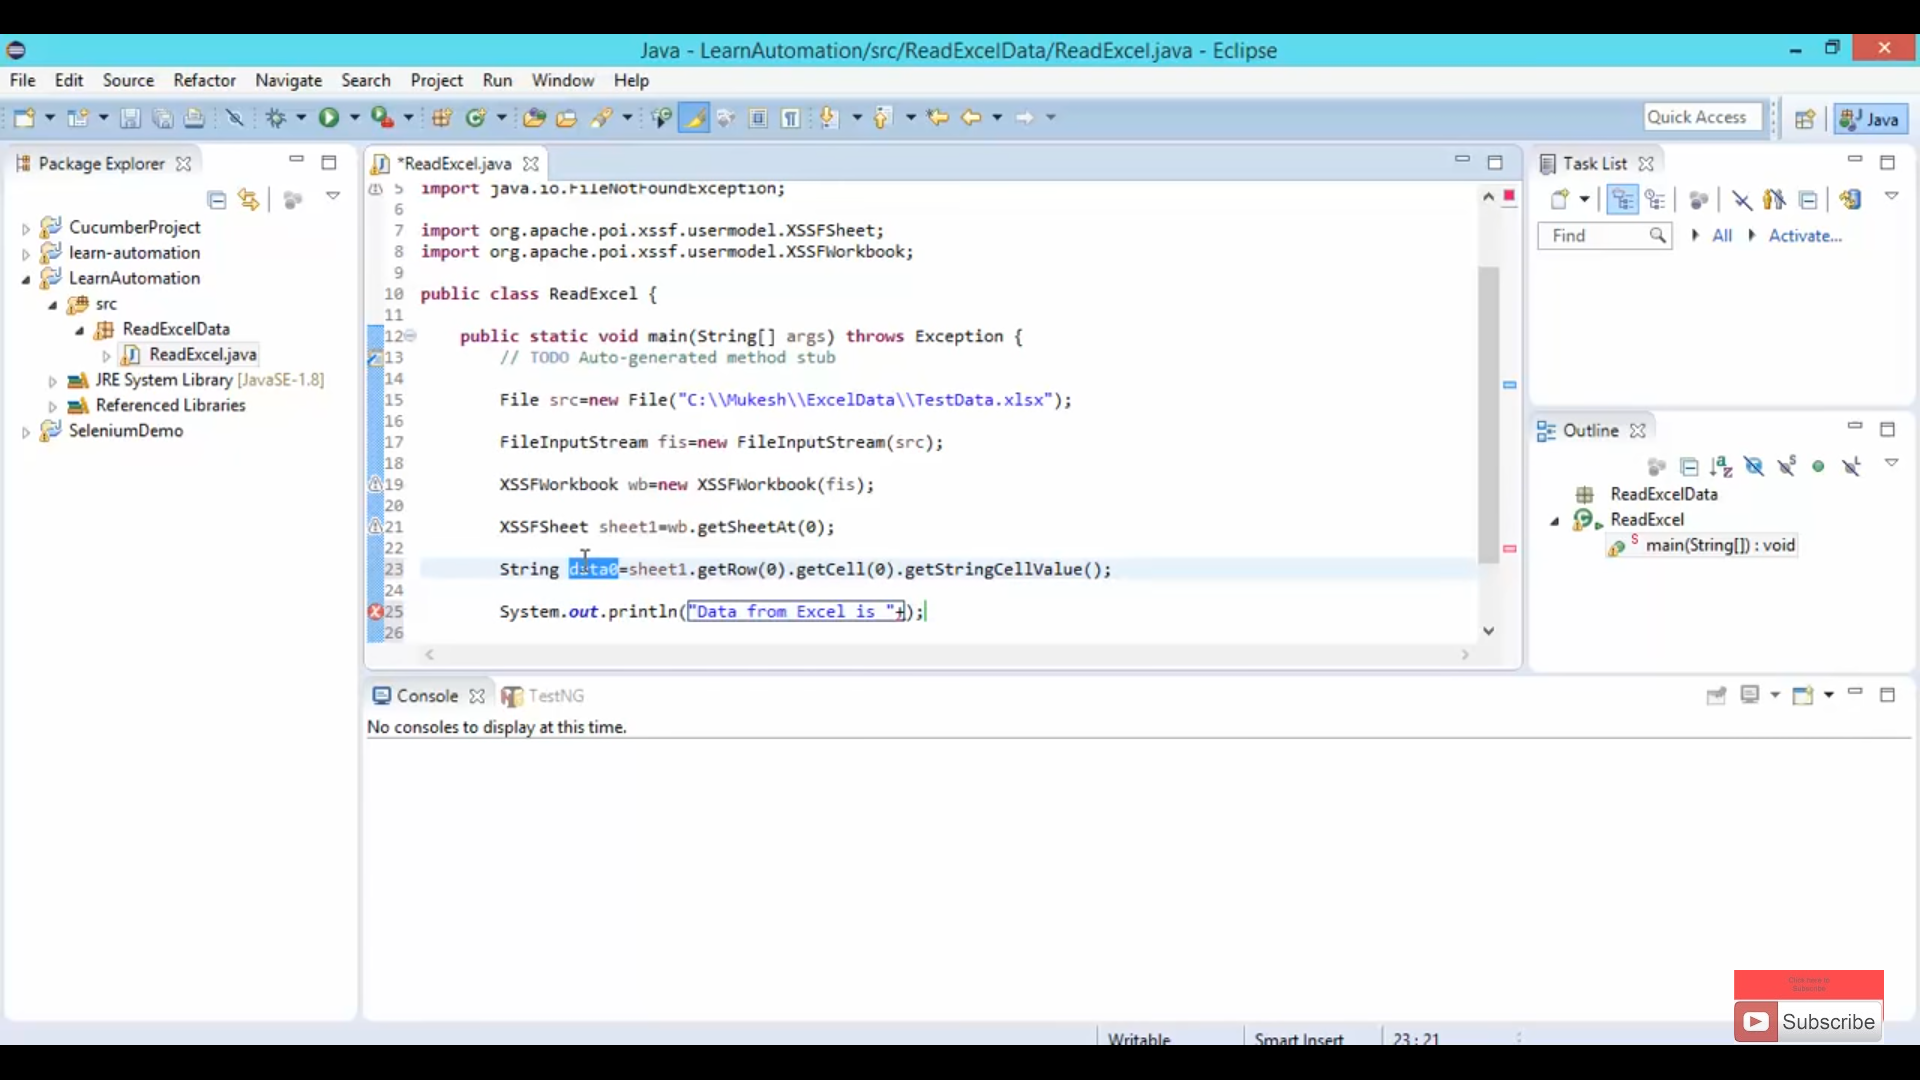 Java - LearnAutomation/src/ReadExcelData/ReadExcel.java - Eclipse
File Edit Source Refactor Navigate Search Project Run Window Help
Quick Access
Java
Package Explorer
CucumberProject
learn-automation
LearnAutomation
src
ReadExcelData
ReadExcel.java
JRE System Library [JavaSE-1.8]
Referenced Libraries
SeleniumDemo
*ReadExcel.java
5 import java.io.FileNotFoundException;
6
7 import org.apache.poi.xssf.usermodel.XSSFSheet;
8 import org.apache.poi.xssf.usermodel.XSSFWorkbook;
9
10 public class ReadExcel {
11
12 public static void main(String[] args) throws Exception {
13 // TODO Auto-generated method stub
14
15 File src=new File("C:\\Mukesh\\ExcelData\\TestData.xlsx");
16
17 FileInputStream fis=new FileInputStream(src);
18
19 XSSFWorkbook wb=new XSSFWorkbook(fis);
20
21 XSSFSheet sheet1=wb.getSheetAt(0);
22
23 String data0=sheet1.getRow(0).getCell(0).getStringCellValue();
24
25 System.out.println("Data from Excel is "+);
26
Task List
Find
All
Activate...
Outline
ReadExcelData
ReadExcel
main(String[]) : void
Console
TestNG
No consoles to display at this time.
Writable
Smart Insert
23 : 21
Click here to
Subscribe
Subscribe